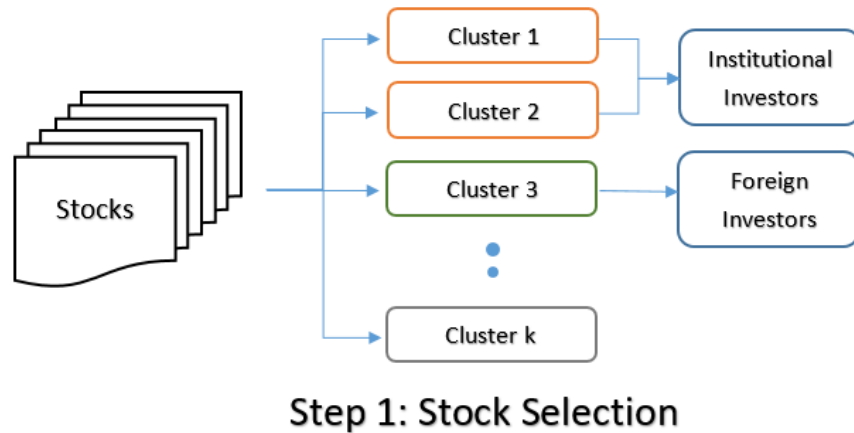 Stocks
Cluster 1
Cluster 2
Cluster 3
Cluster k
Institutional
Investors
Foreign
Investors
Step 1: Stock Selection